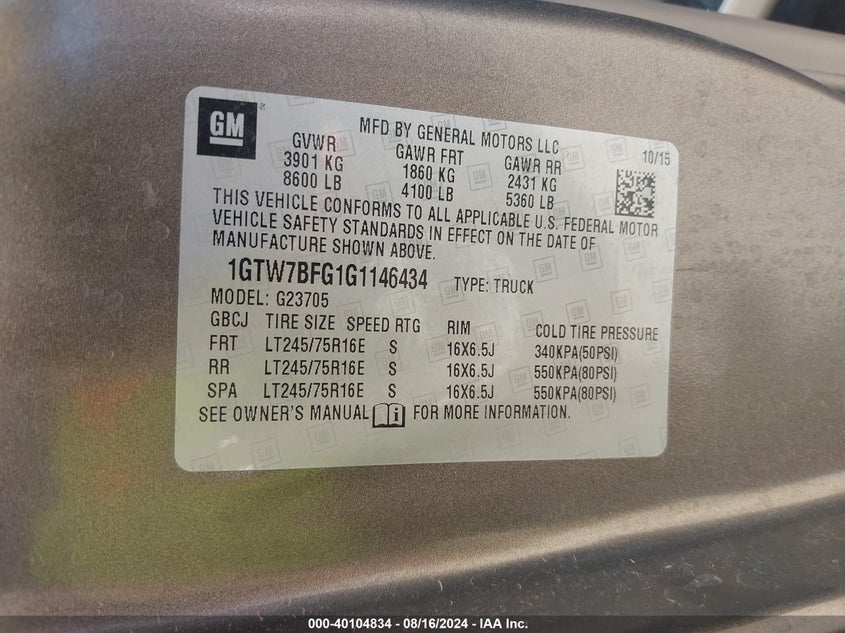 GM
MFD BY GENERAL MOTORS LLC
10/15
GVWR GAWR FRT GAWR RR
3901 KG 1860 KG 2431 KG
8600 LB 4100 LB 5360 LB
THIS VEHICLE CONFORMS TO ALL APPLICABLE U.S. FEDERAL MOTOR
VEHICLE SAFETY STANDARDS IN EFFECT ON THE DATE OF
MANUFACTURE SHOWN ABOVE.
1GTW7BFG1G1146434 TYPE: TRUCK
MODEL: G23705
GBCJ TIRE SIZE SPEED RTG RIM COLD TIRE PRESSURE
FRT LT245/75R16E S 16X6.5J 340KPA(50PSI)
RR LT245/75R16E S 16X6.5J 550KPA(80PSI)
SPA LT245/75R16E S 16X6.5J 550KPA(80PSI)
SEE OWNER'S MANUAL FOR MORE INFORMATION.
000-40104834 - 08/16/2024 - IAA Inc.